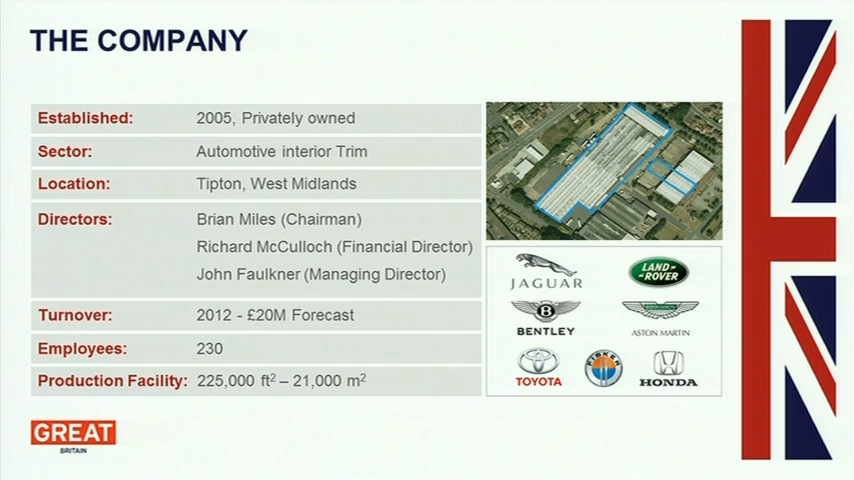 THE COMPANY
Established: 2005, Privately owned
Sector: Automotive interior Trim
Location: Tipton, West Midlands
Directors: Brian Miles (Chairman)
Richard McCulloch (Financial Director)
John Faulkner (Managing Director)
Turnover: 2012 - £20M Forecast
Employees: 230
Production Facility: 225,000 ft² – 21,000 m²
JAGUAR
LAND-ROVER
BENTLEY
ASTON MARTIN
TOYOTA
FISKER
HONDA
GREAT
BRITAIN